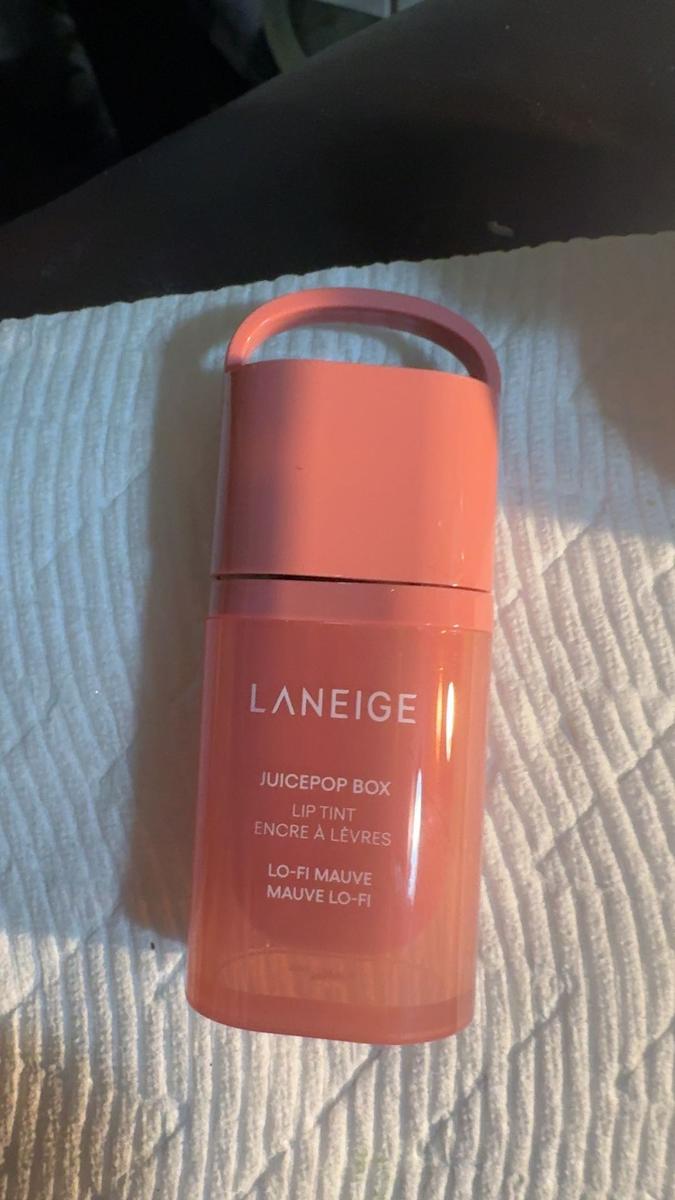 LANEIGE
JUICEPOP BOX
LIP TINT
ENCRE À LÈVRES
LO-FI MAUVE
MAUVE LO-FI